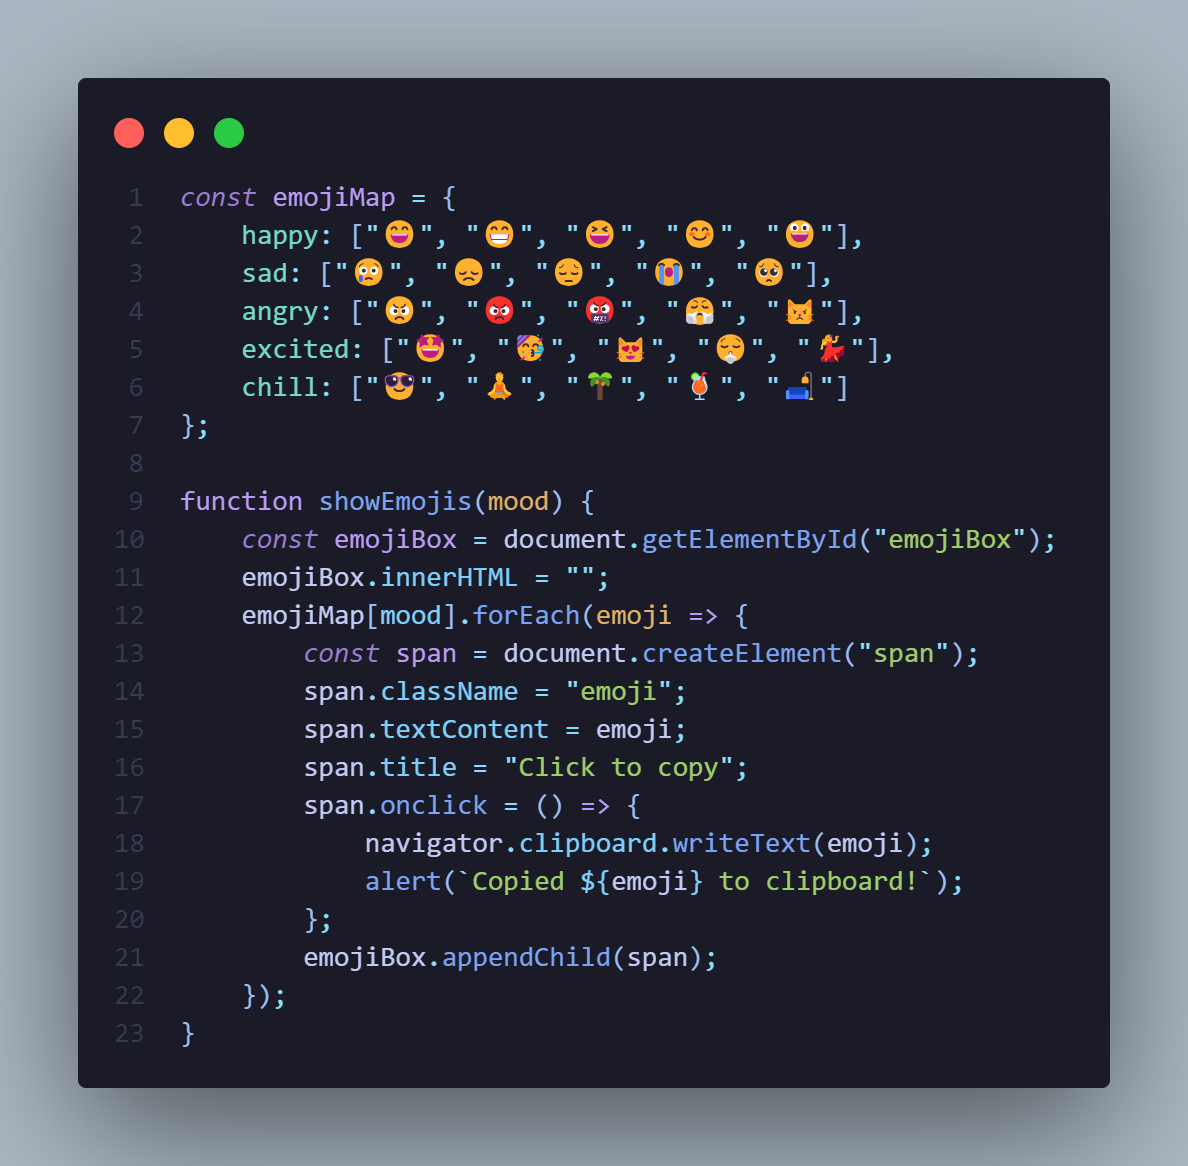 1 const emojiMap = {
2     happy: ["😄", "😁", "😆", "😊", "🤪"],
3     sad: ["😢", "😞", "😔", "😭", "🥺"],
4     angry: ["😠", "😡", "🤬", "😤", "😾"],
5     excited: ["🤩", "🥳", "😻", "😮‍💨", "💃"],
6     chill: ["😎", "🧘", "🌴", "🍹", "🛋️"]
7 };
8
9 function showEmojis(mood) {
10     const emojiBox = document.getElementById("emojiBox");
11     emojiBox.innerHTML = "";
12     emojiMap[mood].forEach(emoji => {
13         const span = document.createElement("span");
14         span.className = "emoji";
15         span.textContent = emoji;
16         span.title = "Click to copy";
17         span.onclick = () => {
18             navigator.clipboard.writeText(emoji);
19             alert(`Copied ${emoji} to clipboard!`);
20         };
21         emojiBox.appendChild(span);
22     });
23 }